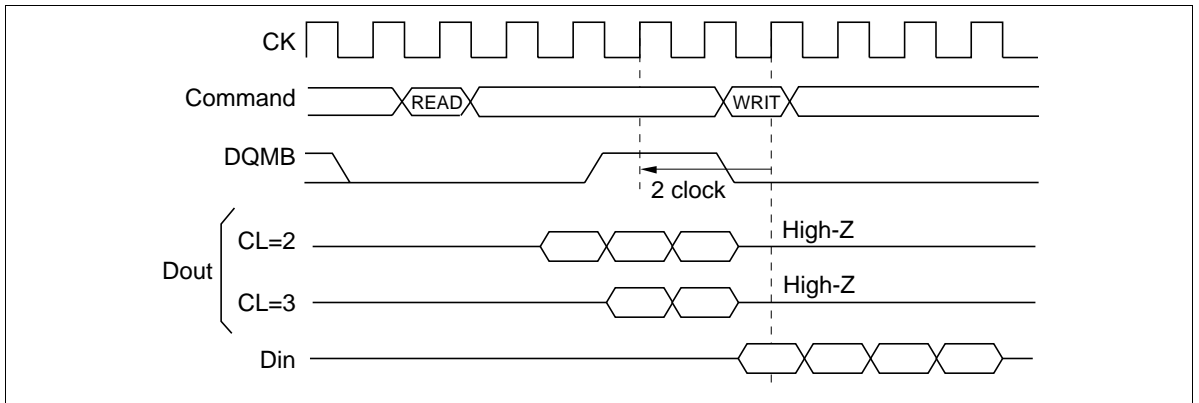 CK
Command READ WRIT
DQMB
2 clock
CL=2 High-Z
Dout
CL=3 High-Z
Din